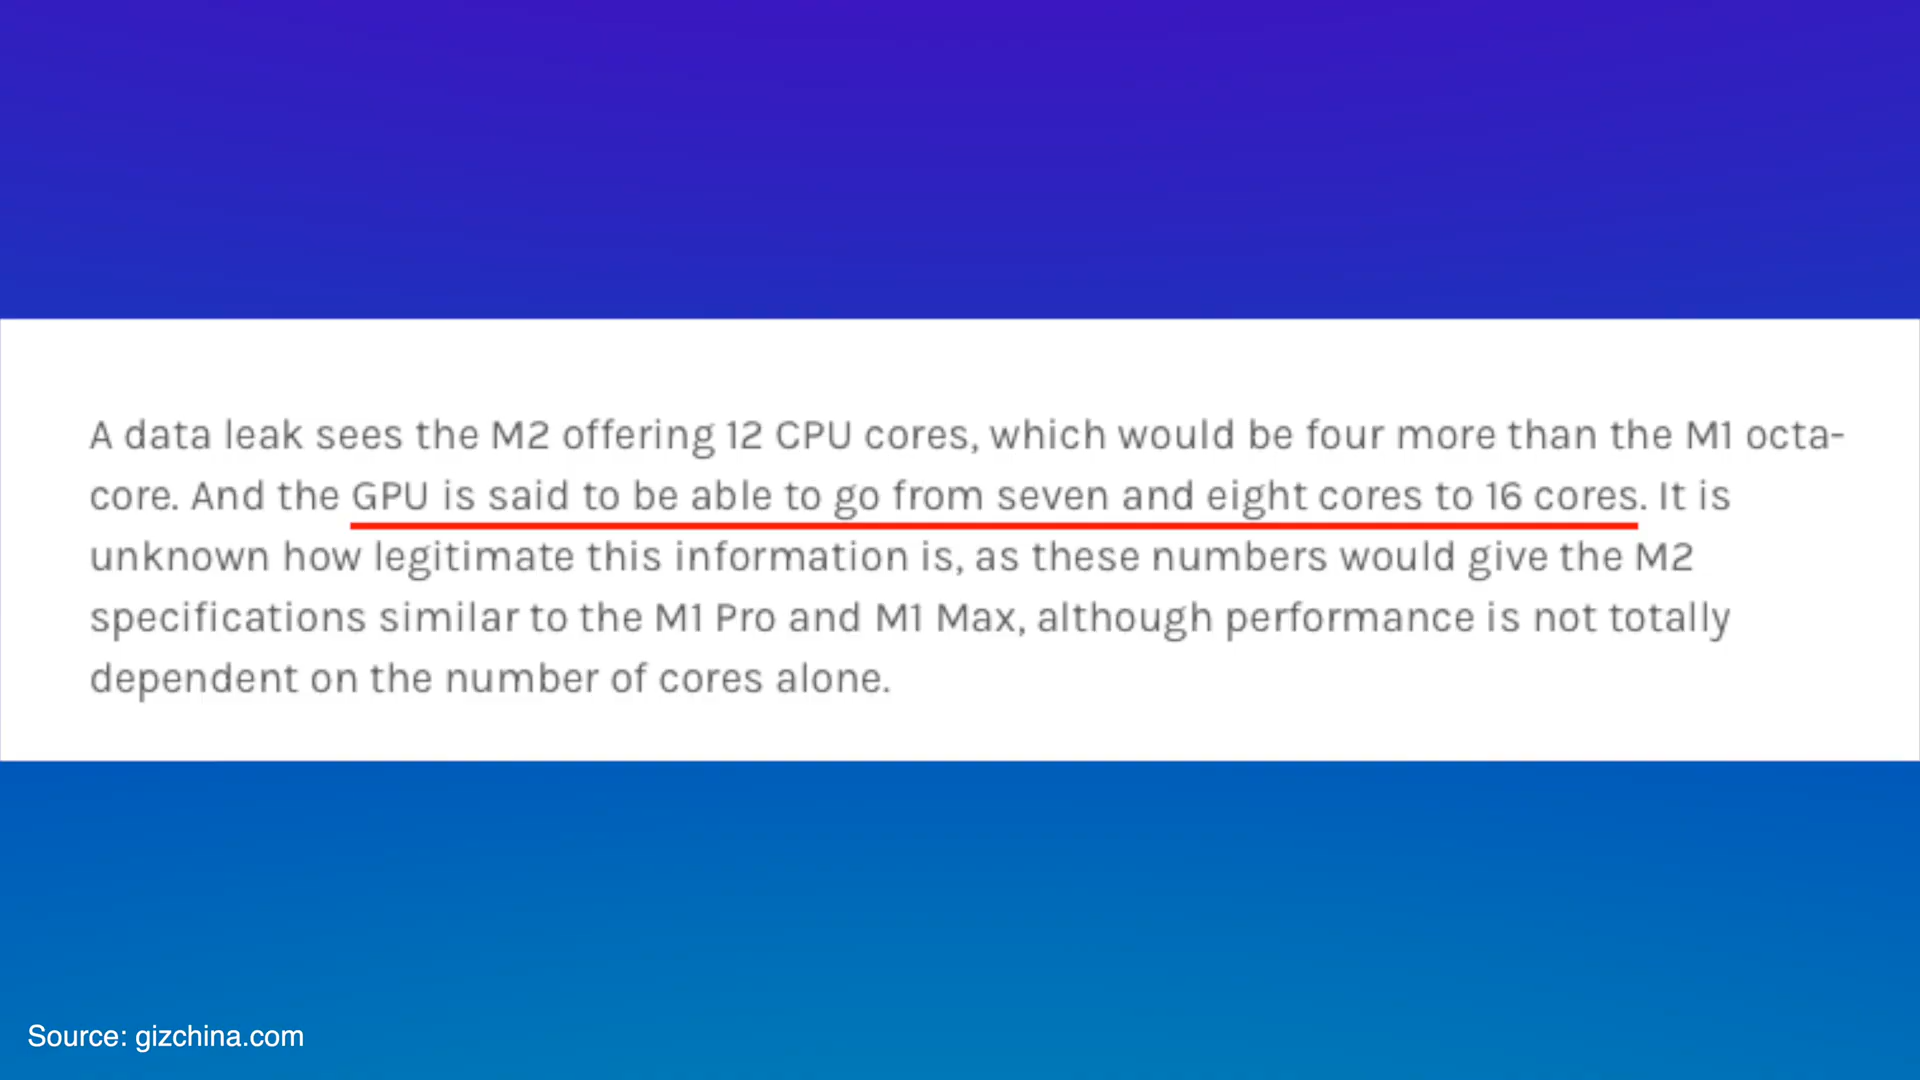 A data leak sees the M2 offering 12 CPU cores, which would be four more than the M1 octa-
core. And the GPU is said to be able to go from seven and eight cores to 16 cores. It is
unknown how legitimate this information is, as these numbers would give the M2
specifications similar to the M1 Pro and M1 Max, although performance is not totally
dependent on the number of cores alone.
Source: gizchina.com